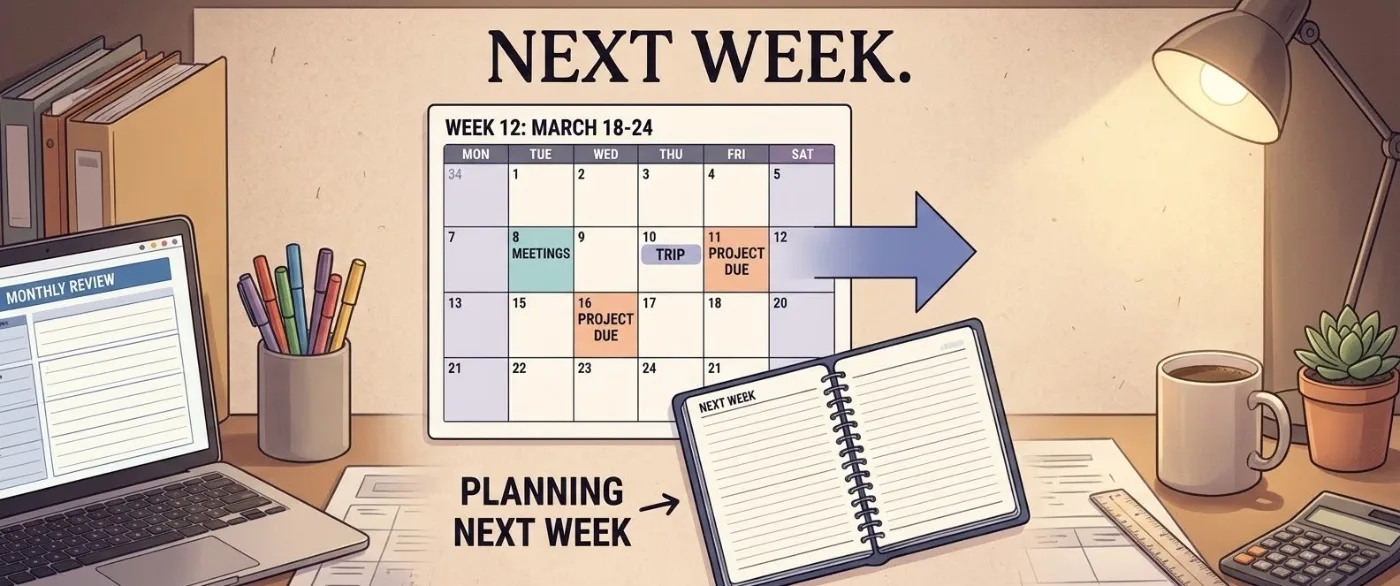 NEXT WEEK.
WEEK 12: MARCH 18-24
MON TUE WED THU FRI SAT
34 1 2 3 4 5
7 8 9 10 11 12
MEETINGS TRIP PROJECT
DUE
13 15 16 17 18 20
PROJECT
DUE
21 22 23 24 21
MONTHLY REVIEW
NEXT WEEK
PLANNING
NEXT WEEK